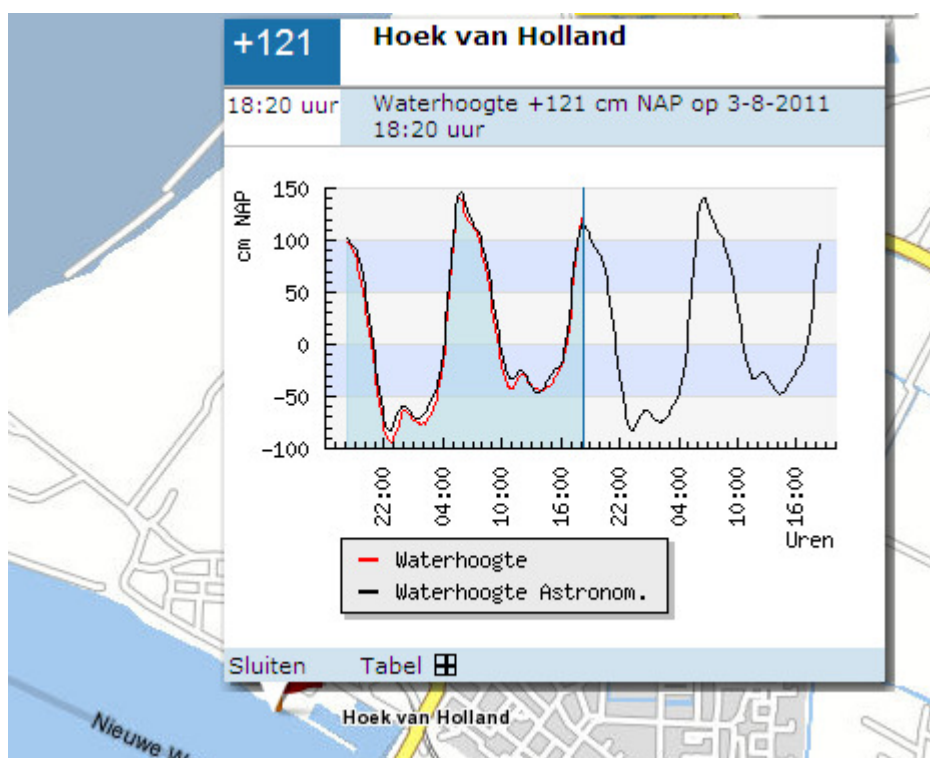 +121
Hoek van Holland
18:20 uur
Waterhoogte +121 cm NAP op 3-8-2011
18:20 uur
cm NAP
150
100
50
0
-50
-100
22:00
04:00
10:00
16:00
22:00
04:00
10:00
16:00
Uren
Waterhoogte
Waterhoogte Astronom.
Sluiten
Tabel
Hoek van Holland
Nieuwe